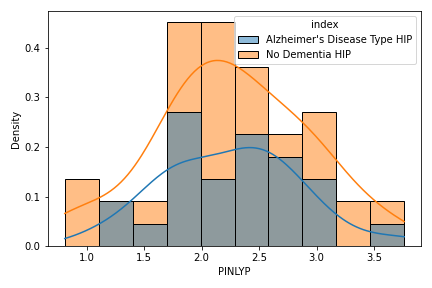 index
Alzheimer's Disease Type HIP
No Dementia HIP
0.4
0.3
0.2
0.1
0.0
Density
1.0 1.5 2.0 2.5 3.0 3.5
PINLYP